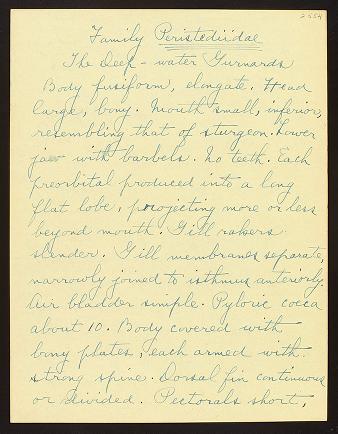 2554
Family Peristediidae
The Deep-water Gurnards
Body fusiform, elongate. Head
large, bony. Mouth small, inferior,
resembling that of sturgeon. Lower
jaw with barbels. No teeth. Each
preorbital produced into a long
flat lobe, projecting more or less
beyond mouth. Gill rakers
slender. Gill membranes separate,
narrowly joined to isthmus anteriorly.
Air bladder simple. Pyloric coeca
about 10. Body covered with
bony plates, each armed with
strong spine. Dorsal fin continuous
or divided. Pectorals short,